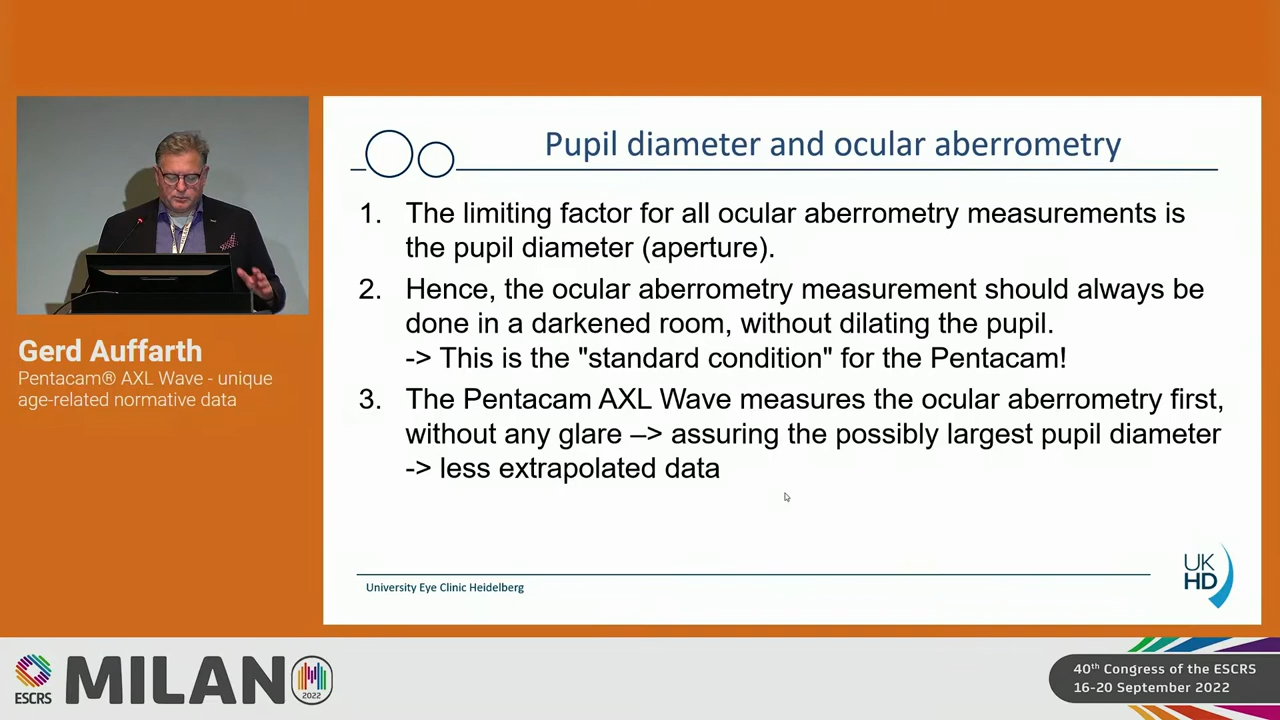 Pupil diameter and ocular aberrometry
1. The limiting factor for all ocular aberrometry measurements is
the pupil diameter (aperture).
2. Hence, the ocular aberrometry measurement should always be
done in a darkened room, without dilating the pupil.
-> This is the "standard condition" for the Pentacam!
3. The Pentacam AXL Wave measures the ocular aberrometry first,
without any glare –> assuring the possibly largest pupil diameter
-> less extrapolated data
University Eye Clinic Heidelberg
UK
HD
Gerd Auffarth
Pentacam® AXL Wave - unique
age-related normative data
ESCRS
MILANO
2022
40th Congress of the ESCRS
16-20 September 2022